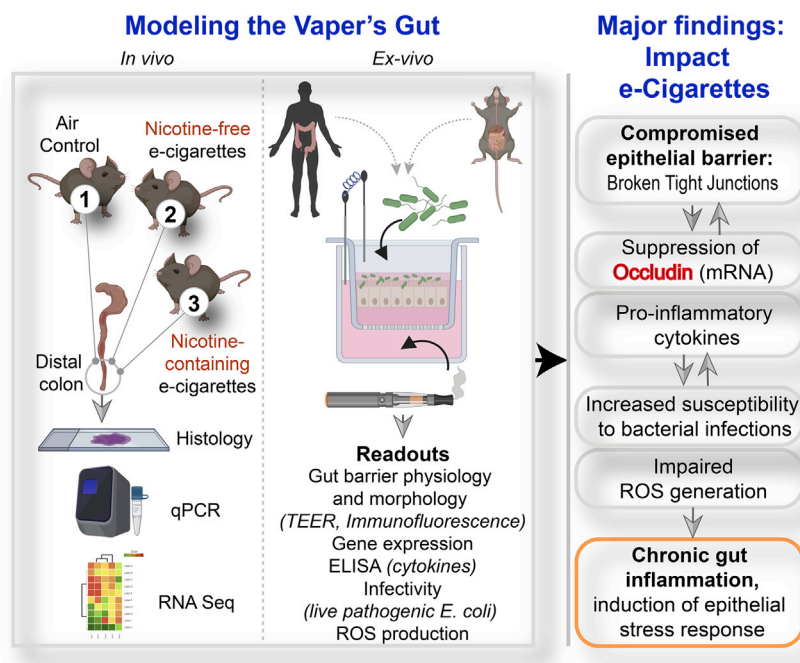 Modeling the Vaper's Gut
In vivo
Ex-vivo
Air
Control
Nicotine-free
e-cigarettes
1
2
3
Nicotine-
containing
e-cigarettes
Distal
colon
Histology
qPCR
RNA Seq
Readouts
Gut barrier physiology
and morphology
(TEER, Immunofluorescence)
Gene expression
ELISA (cytokines)
Infectivity
(live pathogenic E. coli)
ROS production
Major findings:
Impact
e-Cigarettes
Compromised
epithelial barrier:
Broken Tight Junctions
Suppression of
Occludin (mRNA)
Pro-inflammatory
cytokines
Increased susceptibility
to bacterial infections
Impaired
ROS generation
Chronic gut
inflammation,
induction of epithelial
stress response